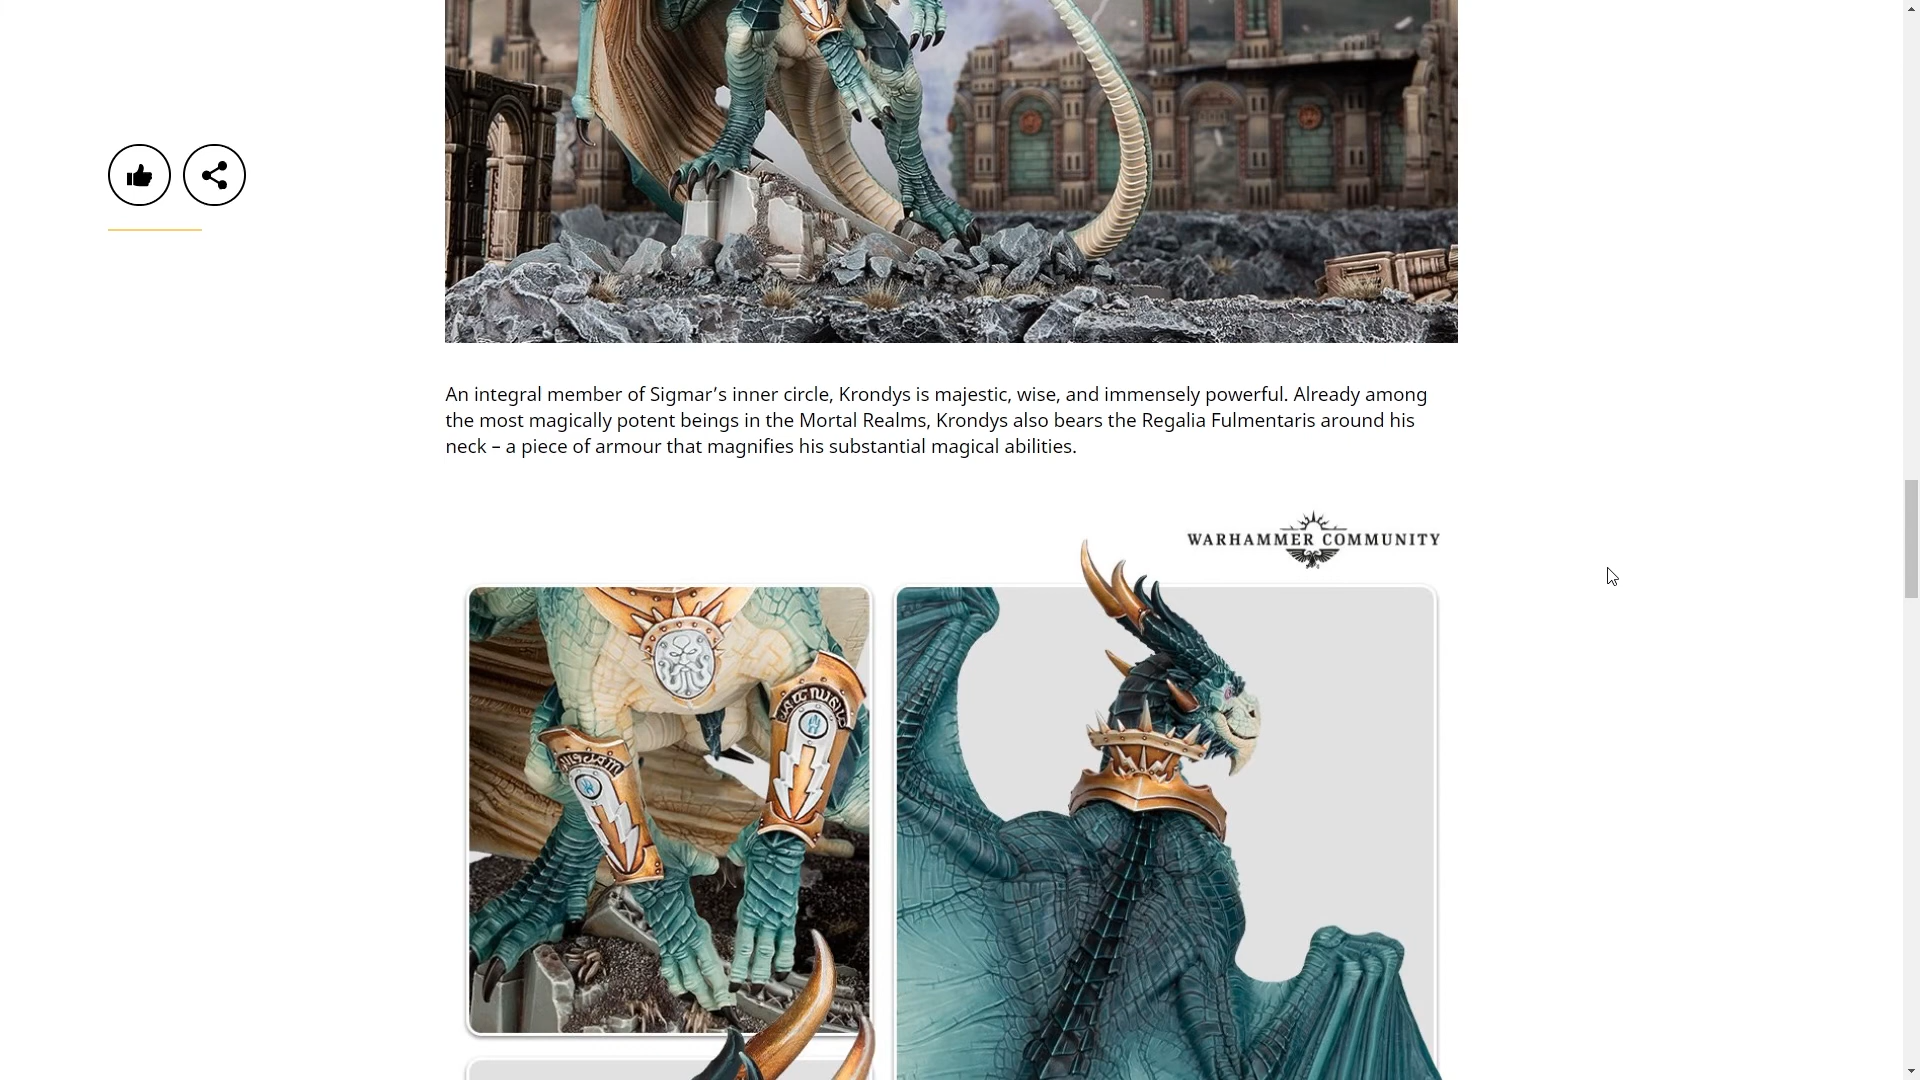 An integral member of Sigmar’s inner circle, Krondys is majestic, wise, and immensely powerful. Already among
the most magically potent beings in the Mortal Realms, Krondys also bears the Regalia Fulmentaris around his
neck – a piece of armour that magnifies his substantial magical abilities.
WARHAMMER COMMUNITY